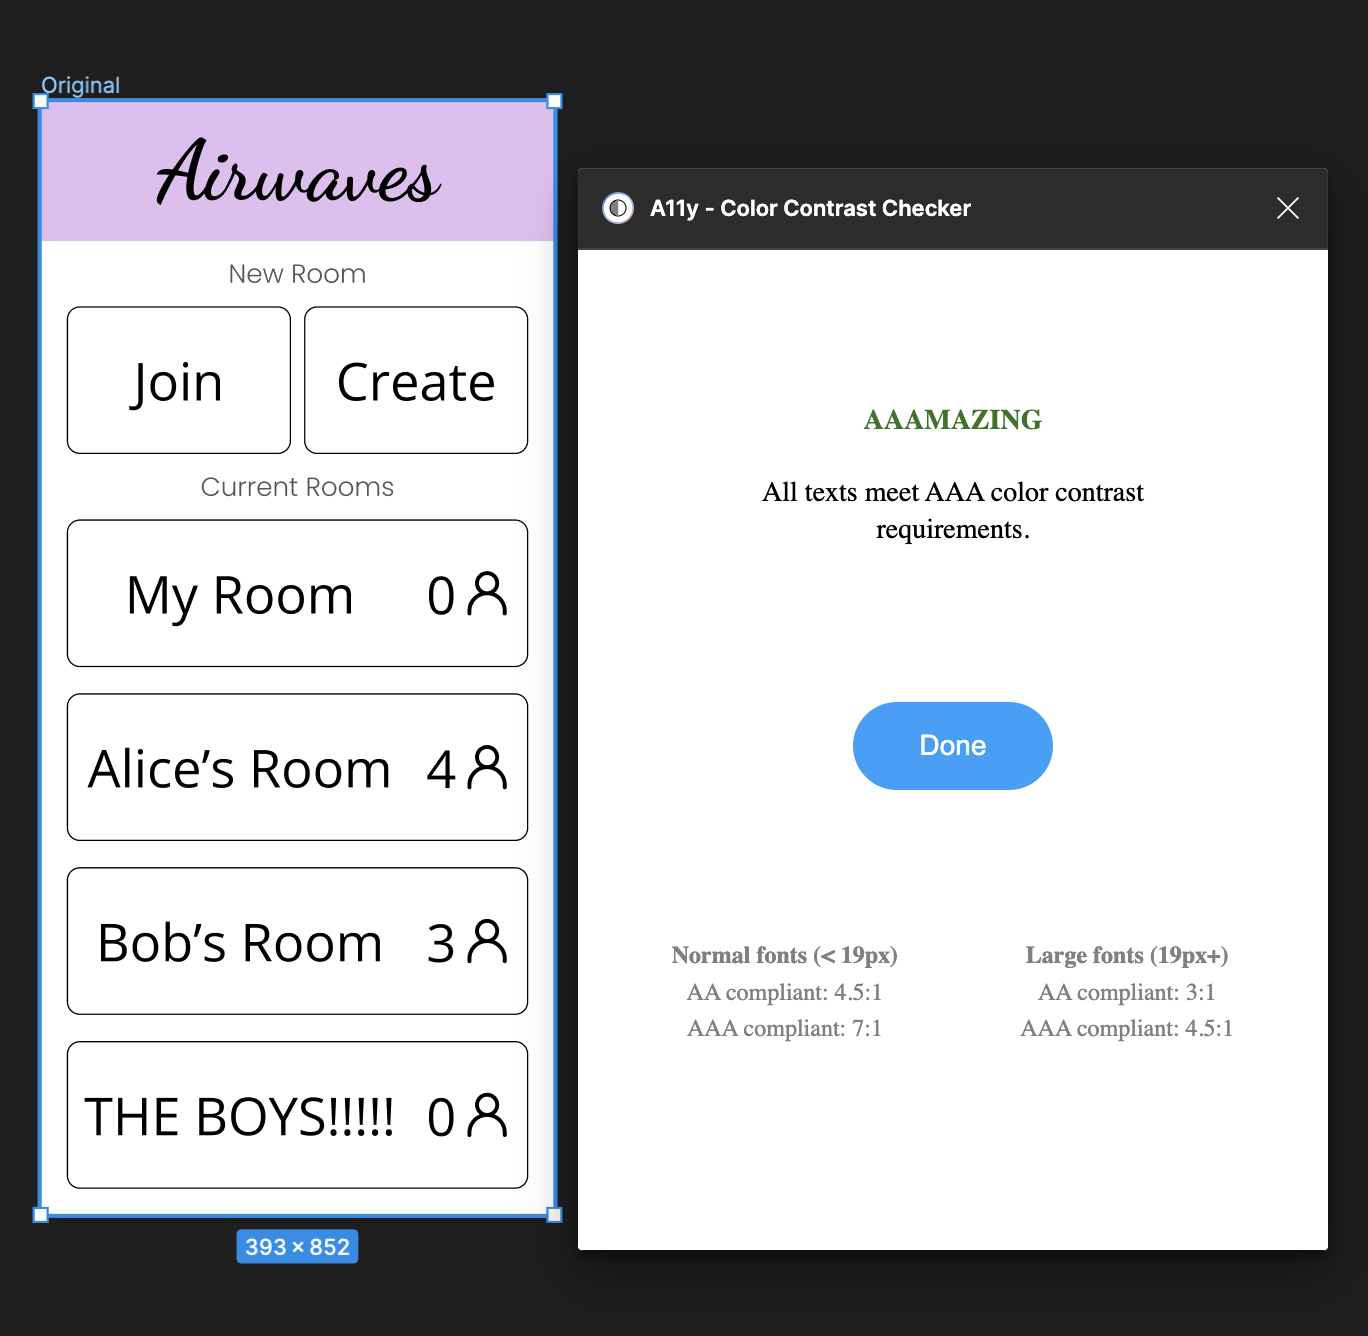 Original
Airwaves
New Room
Join
Create
Current Rooms
My Room 0
Alice’s Room 4
Bob’s Room 3
THE BOYS!!!!! 0
393 × 852
A11y - Color Contrast Checker
AAAMAZING
All texts meet AAA color contrast
requirements.
Done
Normal fonts (< 19px)
AA compliant: 4.5:1
AAA compliant: 7:1
Large fonts (19px+)
AA compliant: 3:1
AAA compliant: 4.5:1